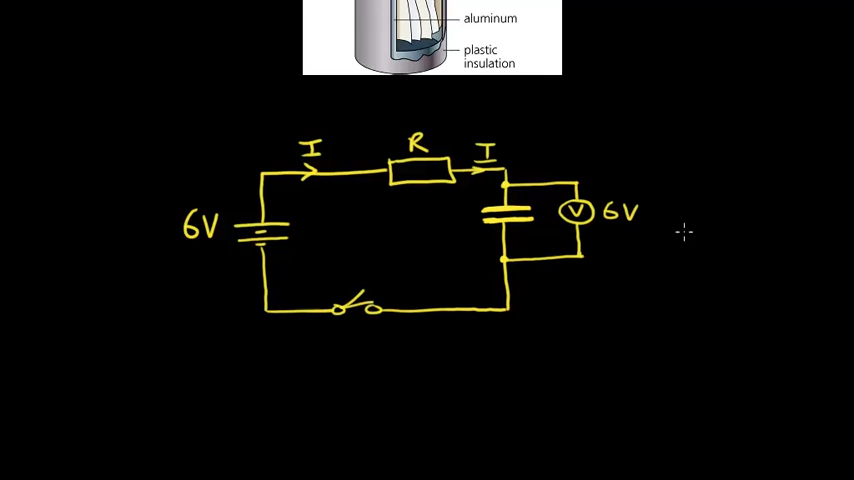 aluminum
plastic
insulation
I
R
I
6V
V
6V